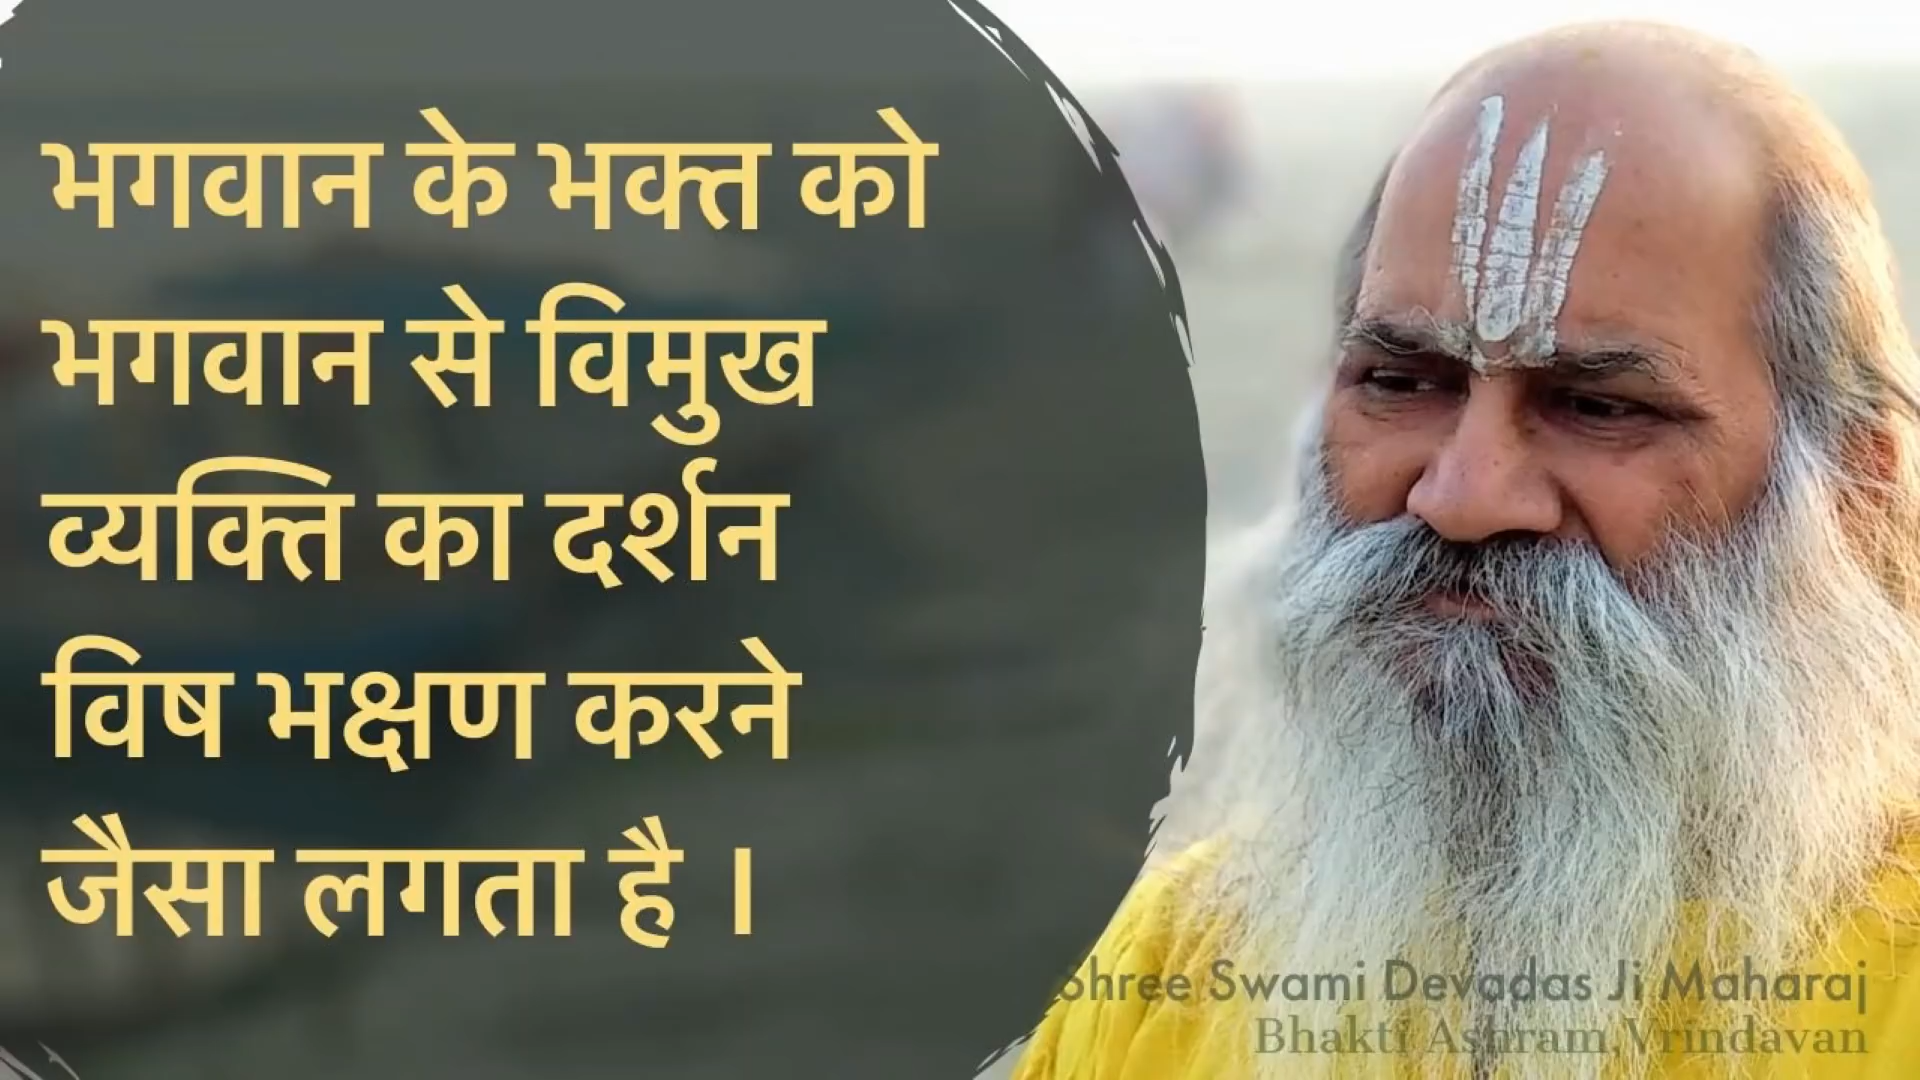 भगवान के भक्त को
भगवान से विमुख
व्यक्ति का दर्शन
विष भक्षण करने
जैसा लगता है ।
Shree Swami Devadas Ji Maharaj
Bhakti Ashram,Vrindavan